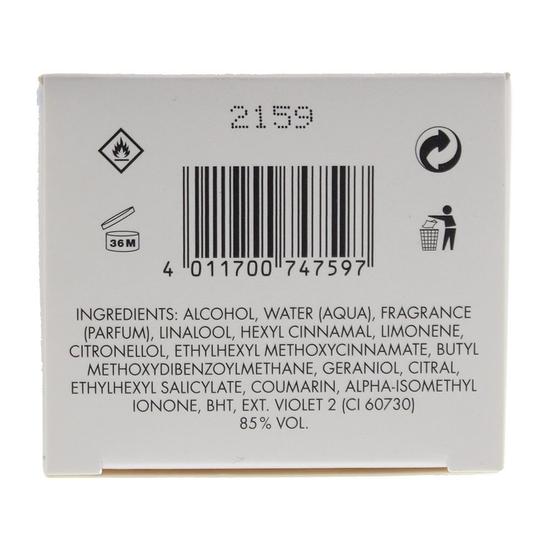 2159
36M
4 011700 747597
INGREDIENTS: ALCOHOL, WATER (AQUA), FRAGRANCE
(PARFUM), LINALOOL, HEXYL CINNAMAL, LIMONENE,
CITRONELLOL, ETHYLHEXYL METHOXYCINNAMATE, BUTYL
METHOXYDIBENZOYLMETHANE, GERANIOL, CITRAL,
ETHYLHEXYL SALICYLATE, COUMARIN, ALPHA-ISOMETHYL
IONONE, BHT, EXT. VIOLET 2 (CI 60730)
85% VOL.